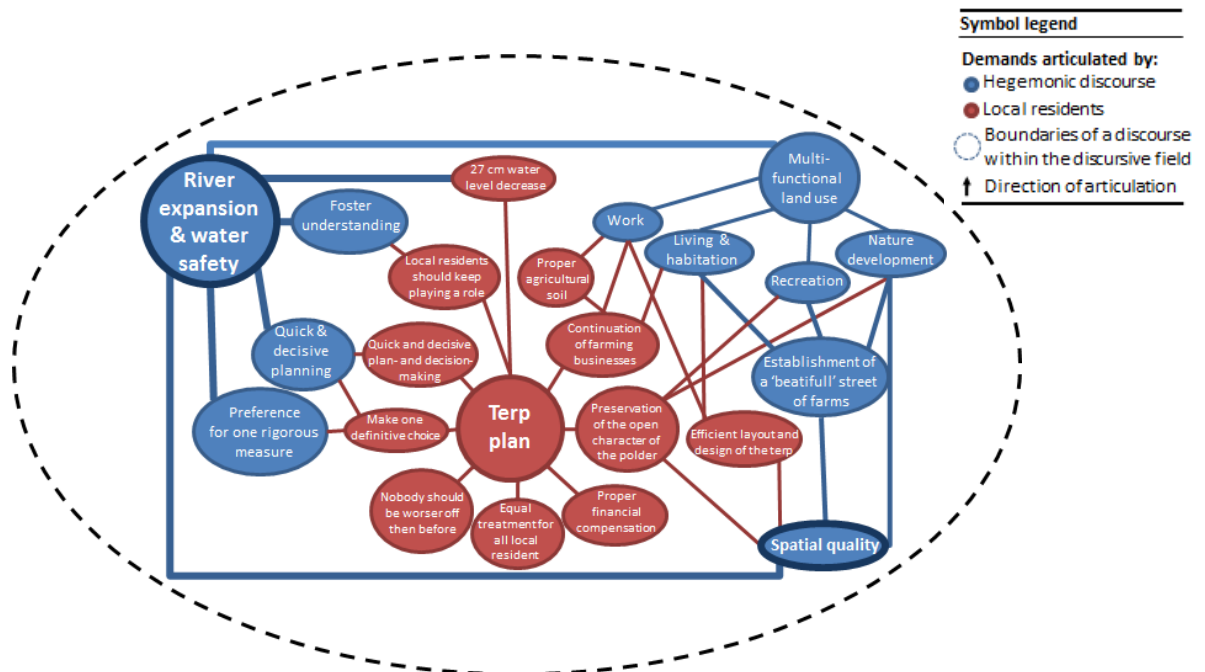 Symbol legend
Demands articulated by:
Hegemonic discourse
Local residents
Boundaries of a discourse
within the discursive field
Direction of articulation
River
expansion
& water
safety
27 cm water
level decrease
Foster
understanding
Local residents
should keep
playing a role
Multi-
functional
land use
Work
Living &
habitation
Nature
development
Recreation
Proper
agricultural
soil
Continuation
of farming
businesses
Quick &
decisive
planning
Quick and decisive
plan- and decision-
making
Establishment of
a 'beatifull' street
of farms
Preference
for one rigorous
measure
Make one
definitive choice
Terp
plan
Preservation
of the open
character of
the polder
Efficient layout and
design of the terp
Nobody should
be worser off
then before
Equal
treatment for
all local
resident
Proper
financial
compensation
Spatial quality